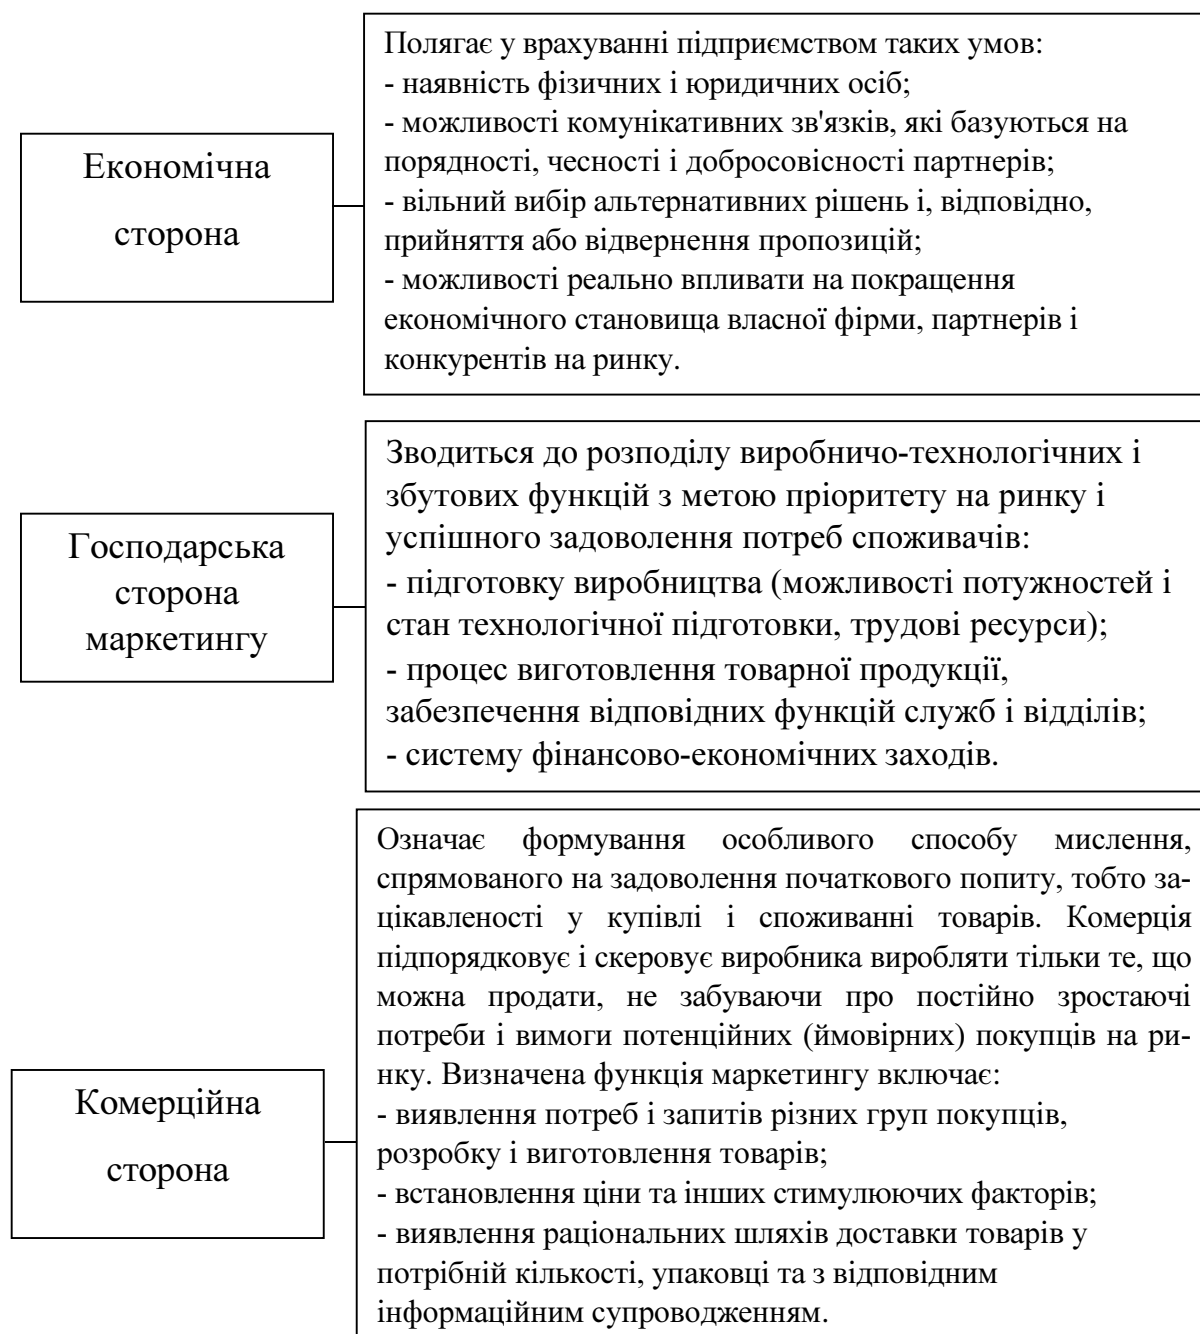 Економічна
сторона
Полягає у врахуванні підприємством таких умов:
- наявність фізичних і юридичних осіб;
- можливості комунікативних зв'язків, які базуються на
порядності, чесності і добросовісності партнерів;
- вільний вибір альтернативних рішень і, відповідно,
прийняття або відвернення пропозицій;
- можливості реально впливати на покращення
економічного становища власної фірми, партнерів і
конкурентів на ринку.
Господарська
сторона
маркетингу
Зводиться до розподілу виробничо-технологічних і
збутових функцій з метою пріоритету на ринку і
успішного задоволення потреб споживачів:
- підготовку виробництва (можливості потужностей і
стан технологічної підготовки, трудові ресурси);
- процес виготовлення товарної продукції,
забезпечення відповідних функцій служб і відділів;
- систему фінансово-економічних заходів.
Комерційна
сторона
Означає формування особливого способу мислення,
спрямованого на задоволення початкового попиту, тобто за-
цікавленості у купівлі і споживанні товарів. Комерція
підпорядковує і скеровує виробника виробляти тільки те, що
можна продати, не забуваючи про постійно зростаючі
потреби і вимоги потенційних (ймовірних) покупців на ри-
нку. Визначена функція маркетингу включає:
- виявлення потреб і запитів різних груп покупців,
розробку і виготовлення товарів;
- встановлення ціни та інших стимулюючих факторів;
- виявлення раціональних шляхів доставки товарів у
потрібній кількості, упаковці та з відповідним
інформаційним супроводженням.